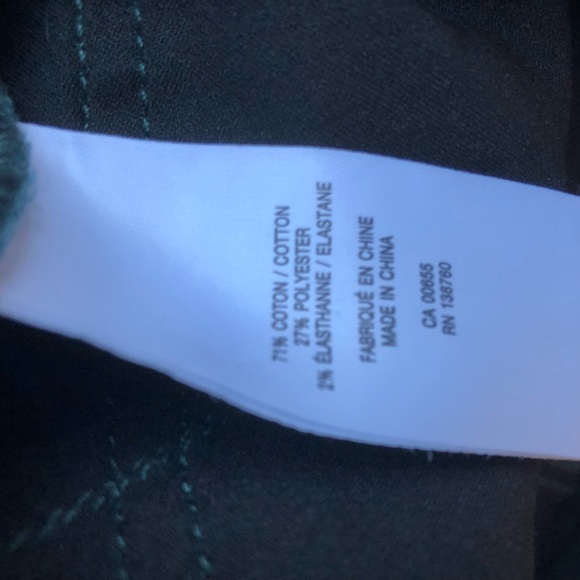 71% COTON / COTTON
27% POLYESTER
2% ÉLASTHANNE / ELASTANE
FABRIQUÉ EN CHINE
MADE IN CHINA
CA 00655
RN 138760